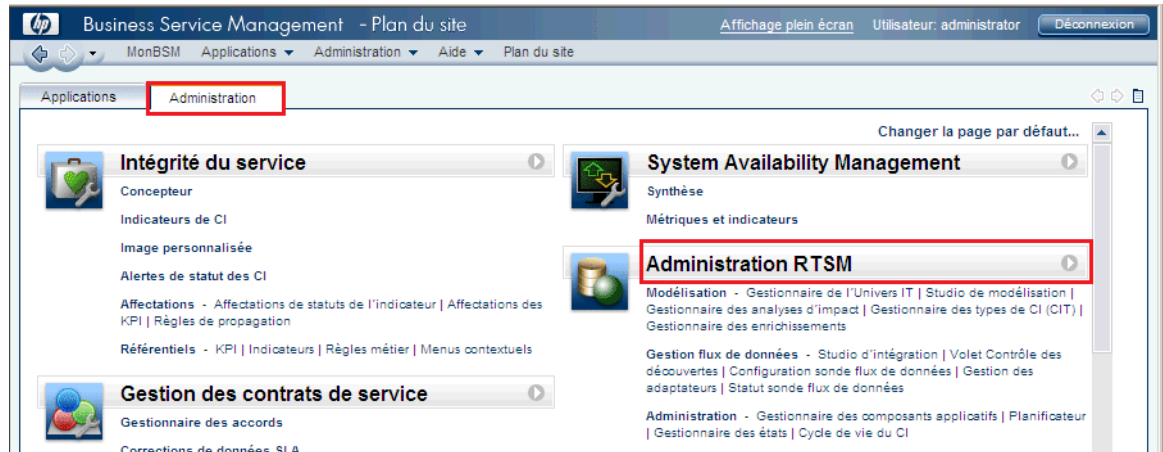 hp Business Service Management - Plan du site Affichage plein écran Utilisateur: administrator Déconnexion
MonBSM Applications Administration Aide Plan du site
Applications Administration
Changer la page par défaut...
Intégrité du service
Concepteur
Indicateurs de CI
Image personnalisée
Alertes de statut des CI
Affectations - Affectations de statuts de l'indicateur | Affectations des
KPI | Règles de propagation
Référentiels - KPI | Indicateurs | Règles métier | Menus contextuels
Gestion des contrats de service
Gestionnaire des accords
Corrections de données SLA
System Availability Management
Synthèse
Métriques et indicateurs
Administration RTSM
Modélisation - Gestionnaire de l'Univers IT | Studio de modélisation |
Gestionnaire des analyses d'impact | Gestionnaire des types de CI (CIT) |
Gestionnaire des enrichissements
Gestion flux de données - Studio d'intégration | Volet Contrôle des
découvertes | Configuration sonde flux de données | Gestion des
adaptateurs | Statut sonde flux de données
Administration - Gestionnaire des composants applicatifs | Planificateur
| Gestionnaire des états | Cycle de vie du CI